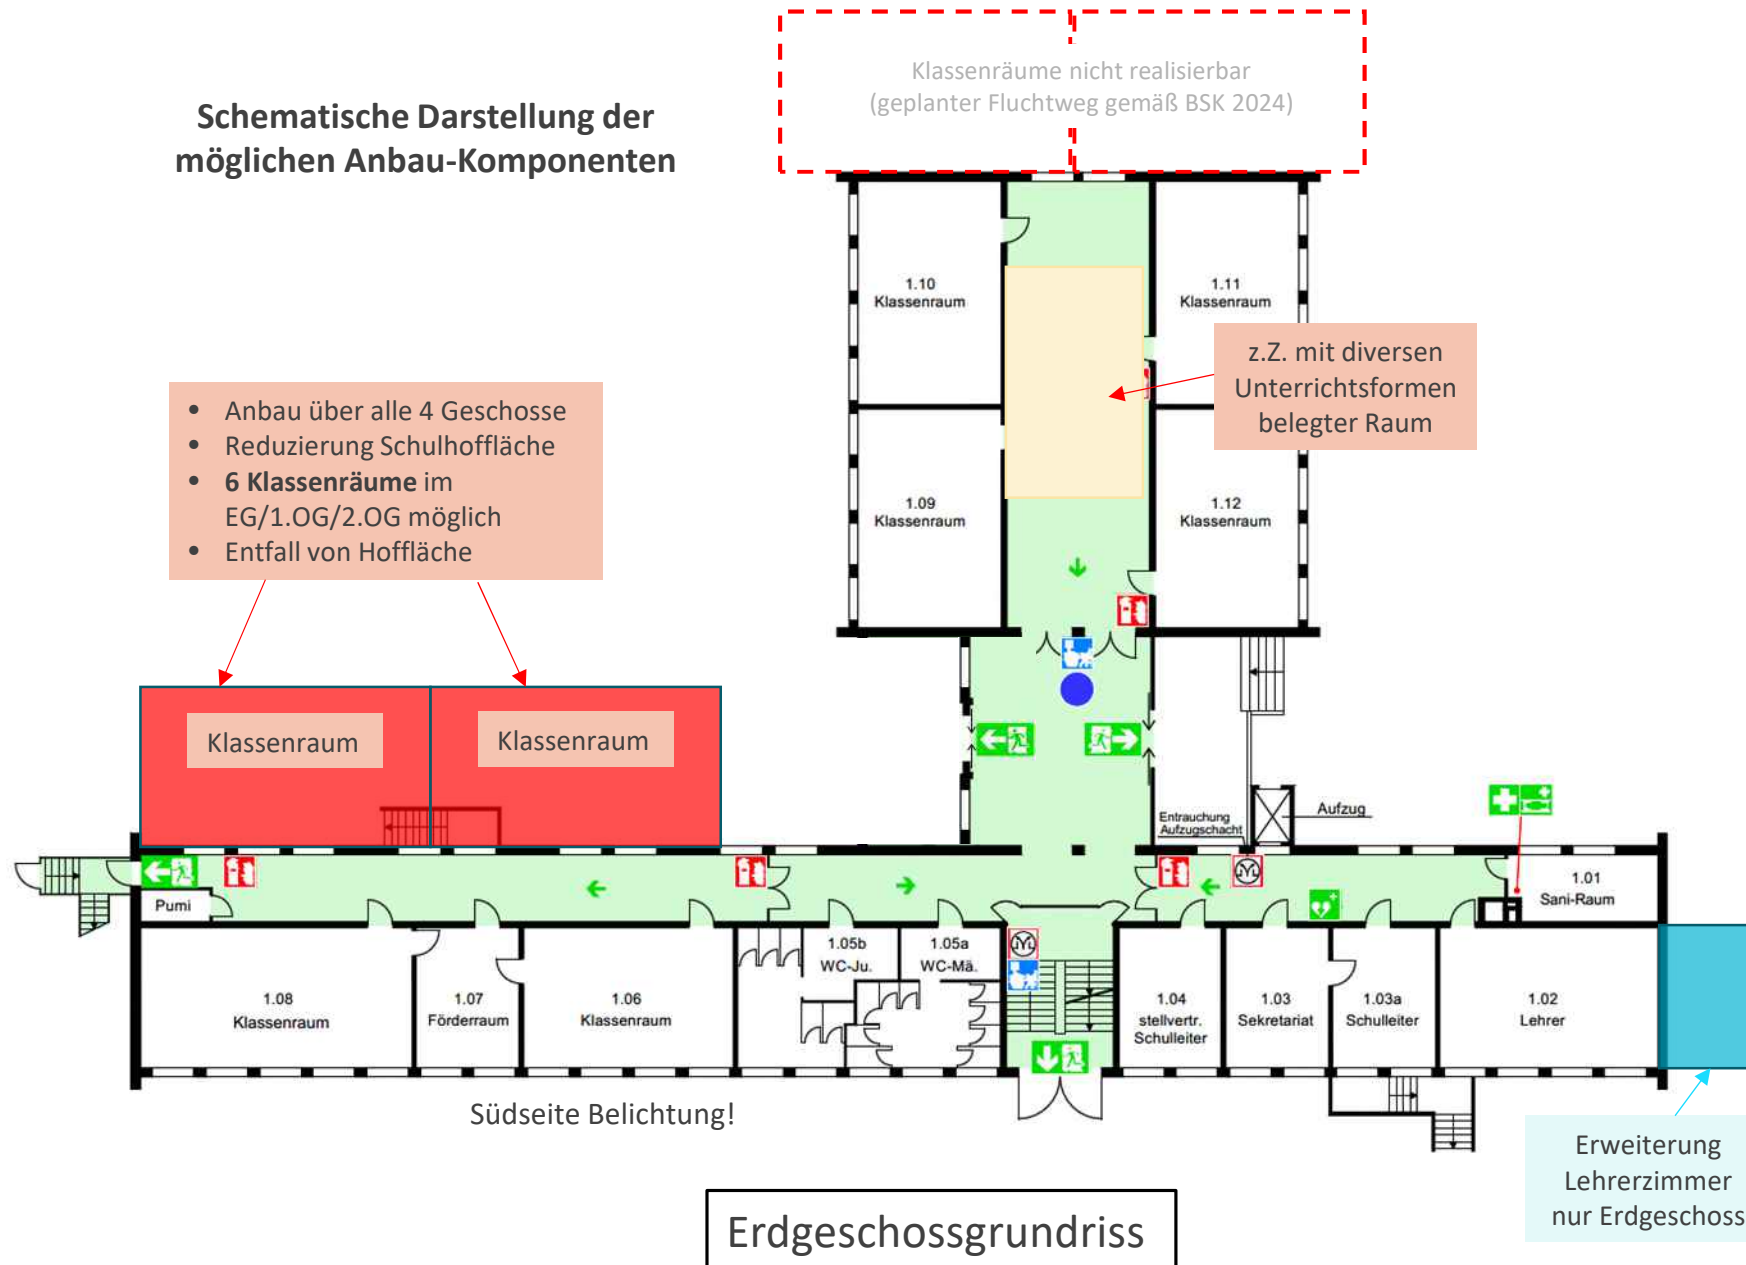 Klassenräume nicht realisierbar
(geplanter Fluchtweg gemäß BSK 2024)
Schematische Darstellung der
möglichen Anbau-Komponenten
1.10
Klassenraum
1.11
Klassenraum
z.Z. mit diversen
Unterrichtsformen
belegter Raum
• Anbau über alle 4 Geschosse
• Reduzierung Schulhoffläche
• 6 Klassenräume im
EG/1.OG/2.OG möglich
• Entfall von Hoffläche
1.09
Klassenraum
1.12
Klassenraum
Klassenraum
Klassenraum
Entrauchung
Aufzugschacht
Aufzug
Pumi
1.01
Sani-Raum
1.08
Klassenraum
1.07
Förderraum
1.06
Klassenraum
1.05b
WC-Ju.
1.05a
WC-Mä.
1.04
stellvertr.
Schulleiter
1.03
Sekretariat
1.03a
Schulleiter
1.02
Lehrer
Südseite Belichtung!
Erweiterung
Lehrerzimmer
nur Erdgeschoss
Erdgeschossgrundriss